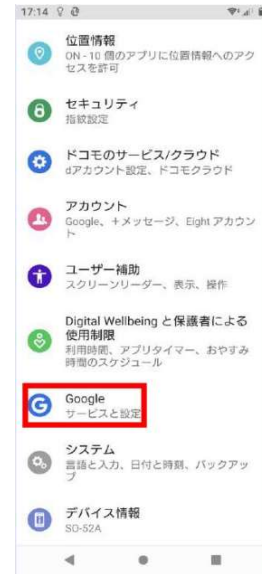 17:14
位置情報
ON - 10 個のアプリに位置情報へのアク
セスを許可
セキュリティ
指紋設定
ドコモのサービス/クラウド
dアカウント設定、ドコモクラウド
アカウント
Google、+メッセージ、Eight アカウン
ト
ユーザー補助
スクリーンリーダー、表示、操作
Digital Wellbeing と保護者による
使用制限
利用時間、アプリタイマー、おやすみ
時間のスケジュール
Google
サービスと設定
システム
言語と入力、日付と時刻、バックアッ
プ
デバイス情報
SO-52A